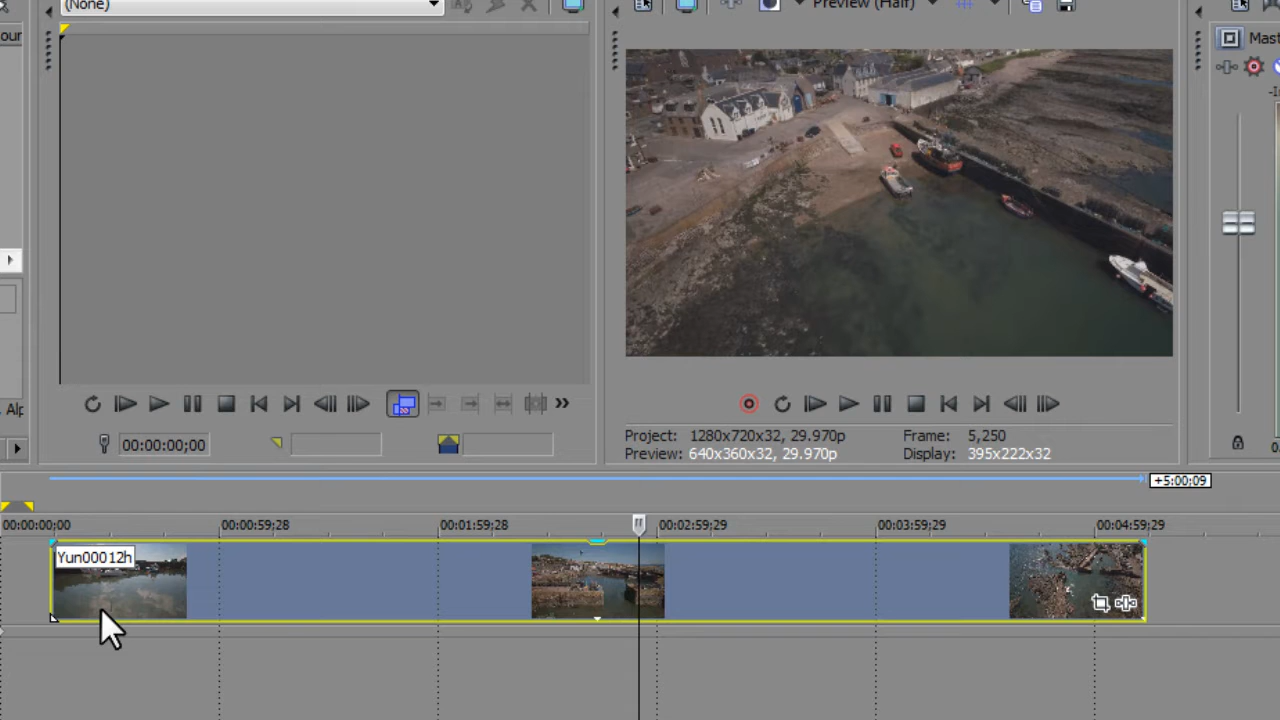 (None)
Preview (Half)
our
Mast
Alp
00:00:00;00
Project: 1280x720x32, 29.970p Frame: 5,250
Preview: 640x360x32, 29.970p Display: 395x222x32
+5:00:09
00:00:00;00 00:00:59;28 00:01:59;28 00:02:59;29 00:03:59;29 00:04:59;29
Yun00012h